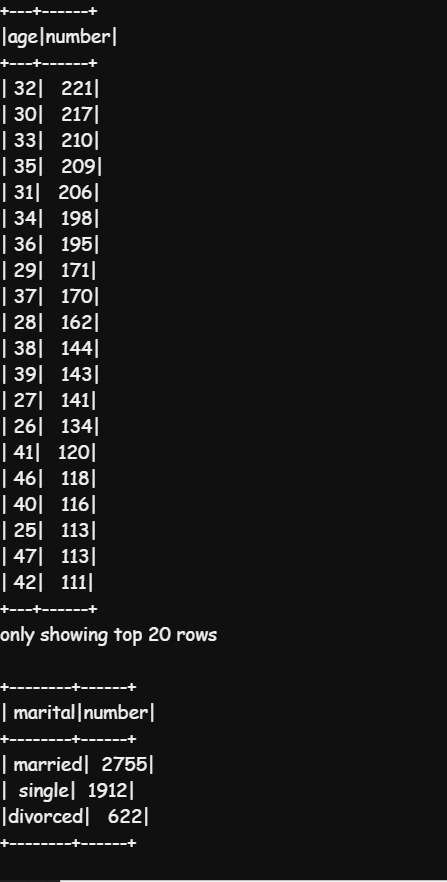 +---+------+
|age|number|
+---+------+
| 32|   221|
| 30|   217|
| 33|   210|
| 35|   209|
| 31|   206|
| 34|   198|
| 36|   195|
| 29|   171|
| 37|   170|
| 28|   162|
| 38|   144|
| 39|   143|
| 27|   141|
| 26|   134|
| 41|   120|
| 46|   118|
| 40|   116|
| 25|   113|
| 47|   113|
| 42|   111|
+---+------+
only showing top 20 rows

+--------+------+
| marital|number|
+--------+------+
| married|  2755|
|  single|  1912|
|divorced|   622|
+--------+------+